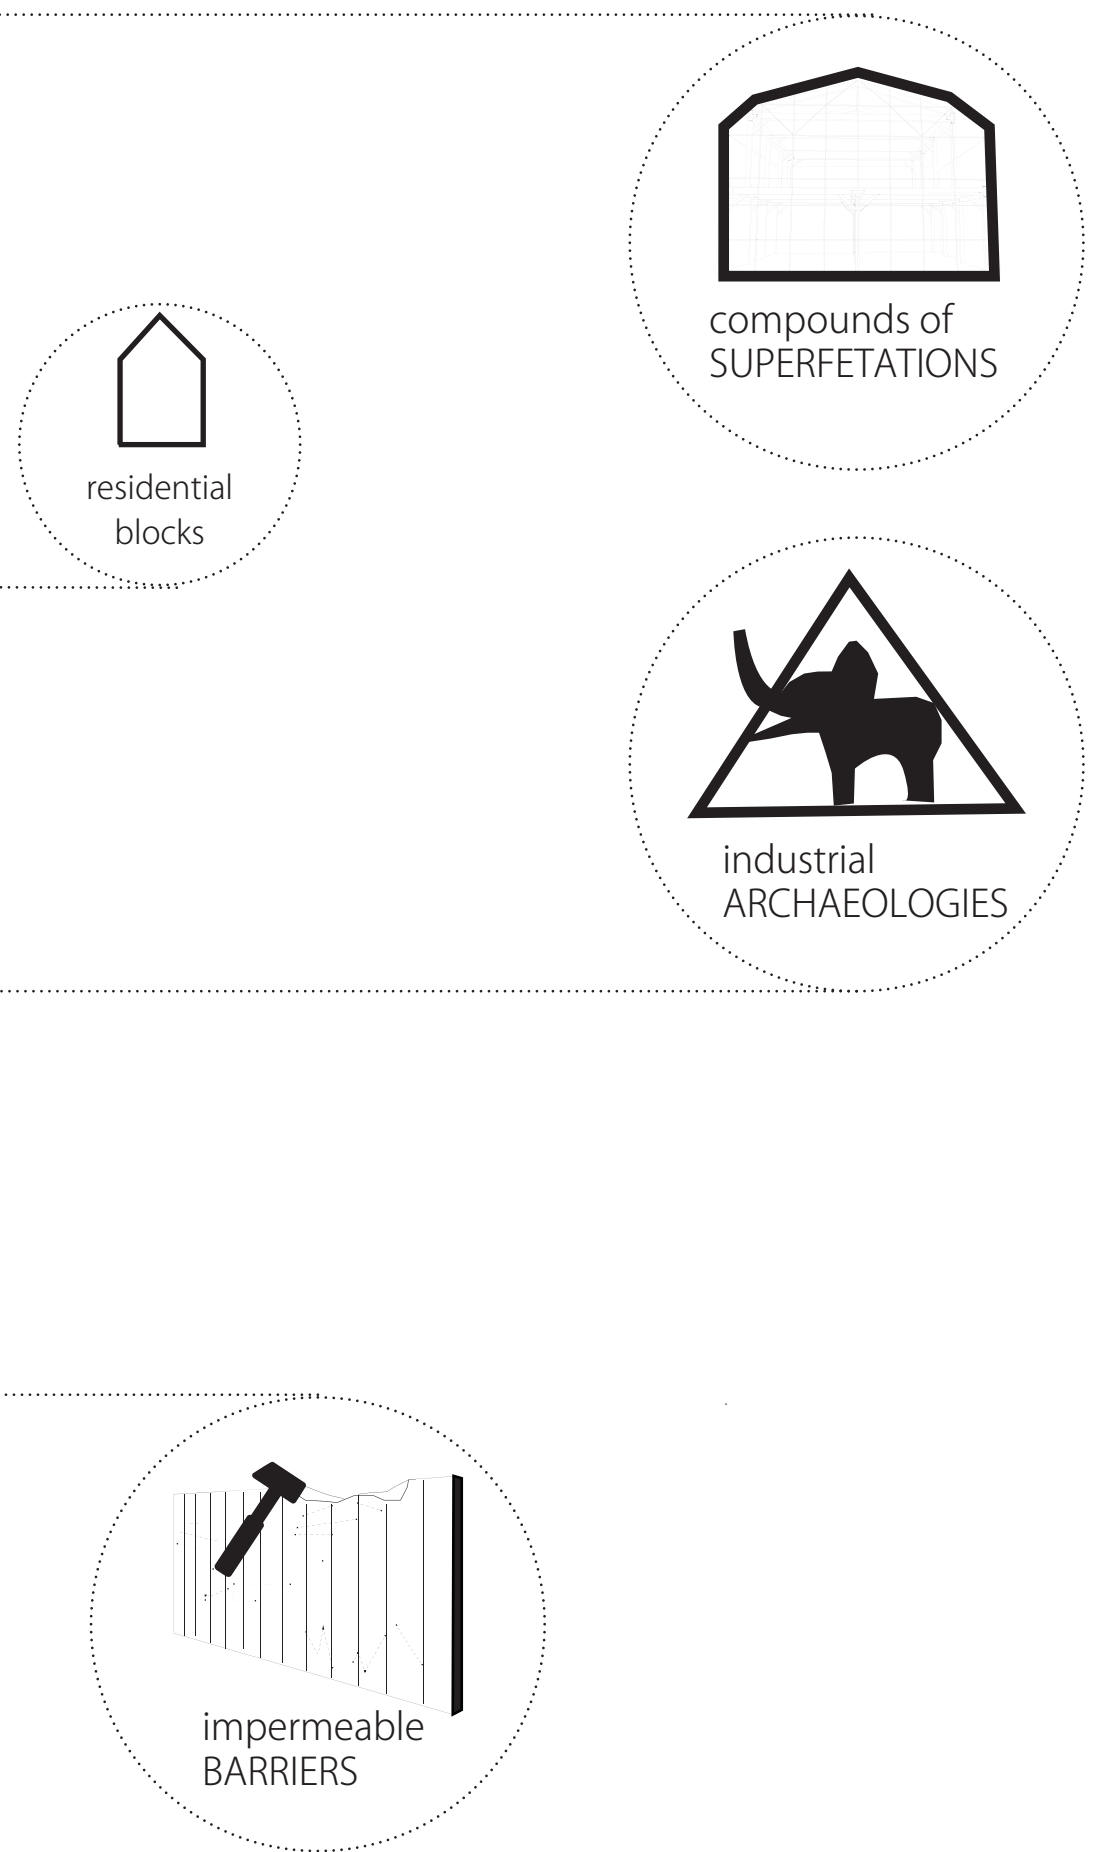 compounds of
SUPERFETATIONS
residential
blocks
industrial
ARCHAEOLOGIES
impermeable
BARRIERS